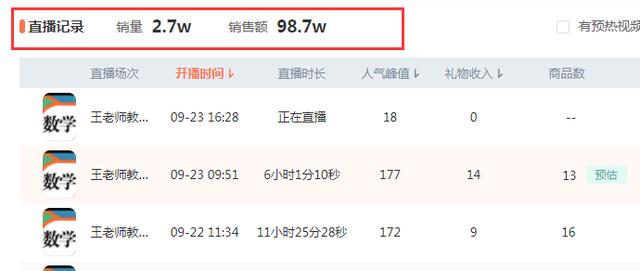 直播记录 销量 2.7w 销售额 98.7w 有预热视频
直播场次 开播时间 直播时长 人气峰值 礼物收入 商品数
数学 王老师教... 09-23 16:28 正在直播 18 0 --
数学 王老师教... 09-23 09:51 6小时1分10秒 177 14 13 预估
数学 王老师教... 09-22 11:34 11小时25分28秒 172 9 16